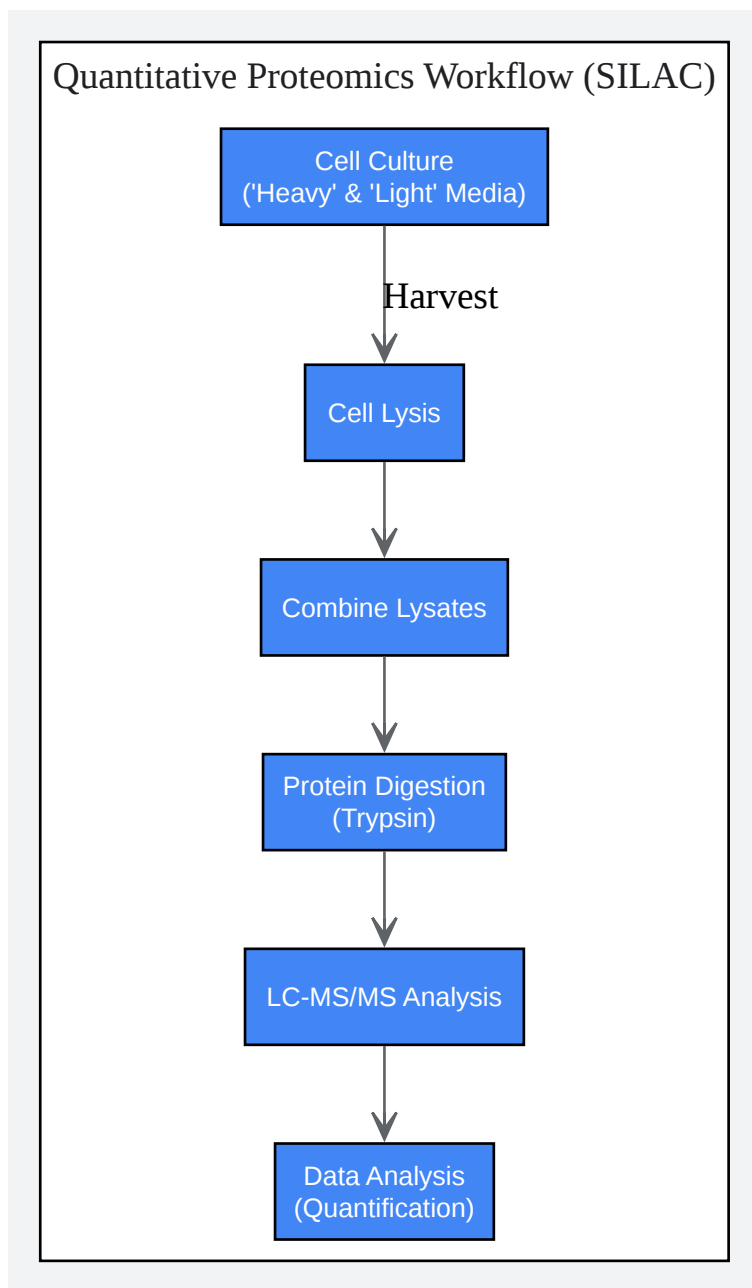 Quantitative Proteomics Workflow (SILAC)
Cell Culture
('Heavy' & 'Light' Media)
Harvest
Cell Lysis
Combine Lysates
Protein Digestion
(Trypsin)
LC-MS/MS Analysis
Data Analysis
(Quantification)